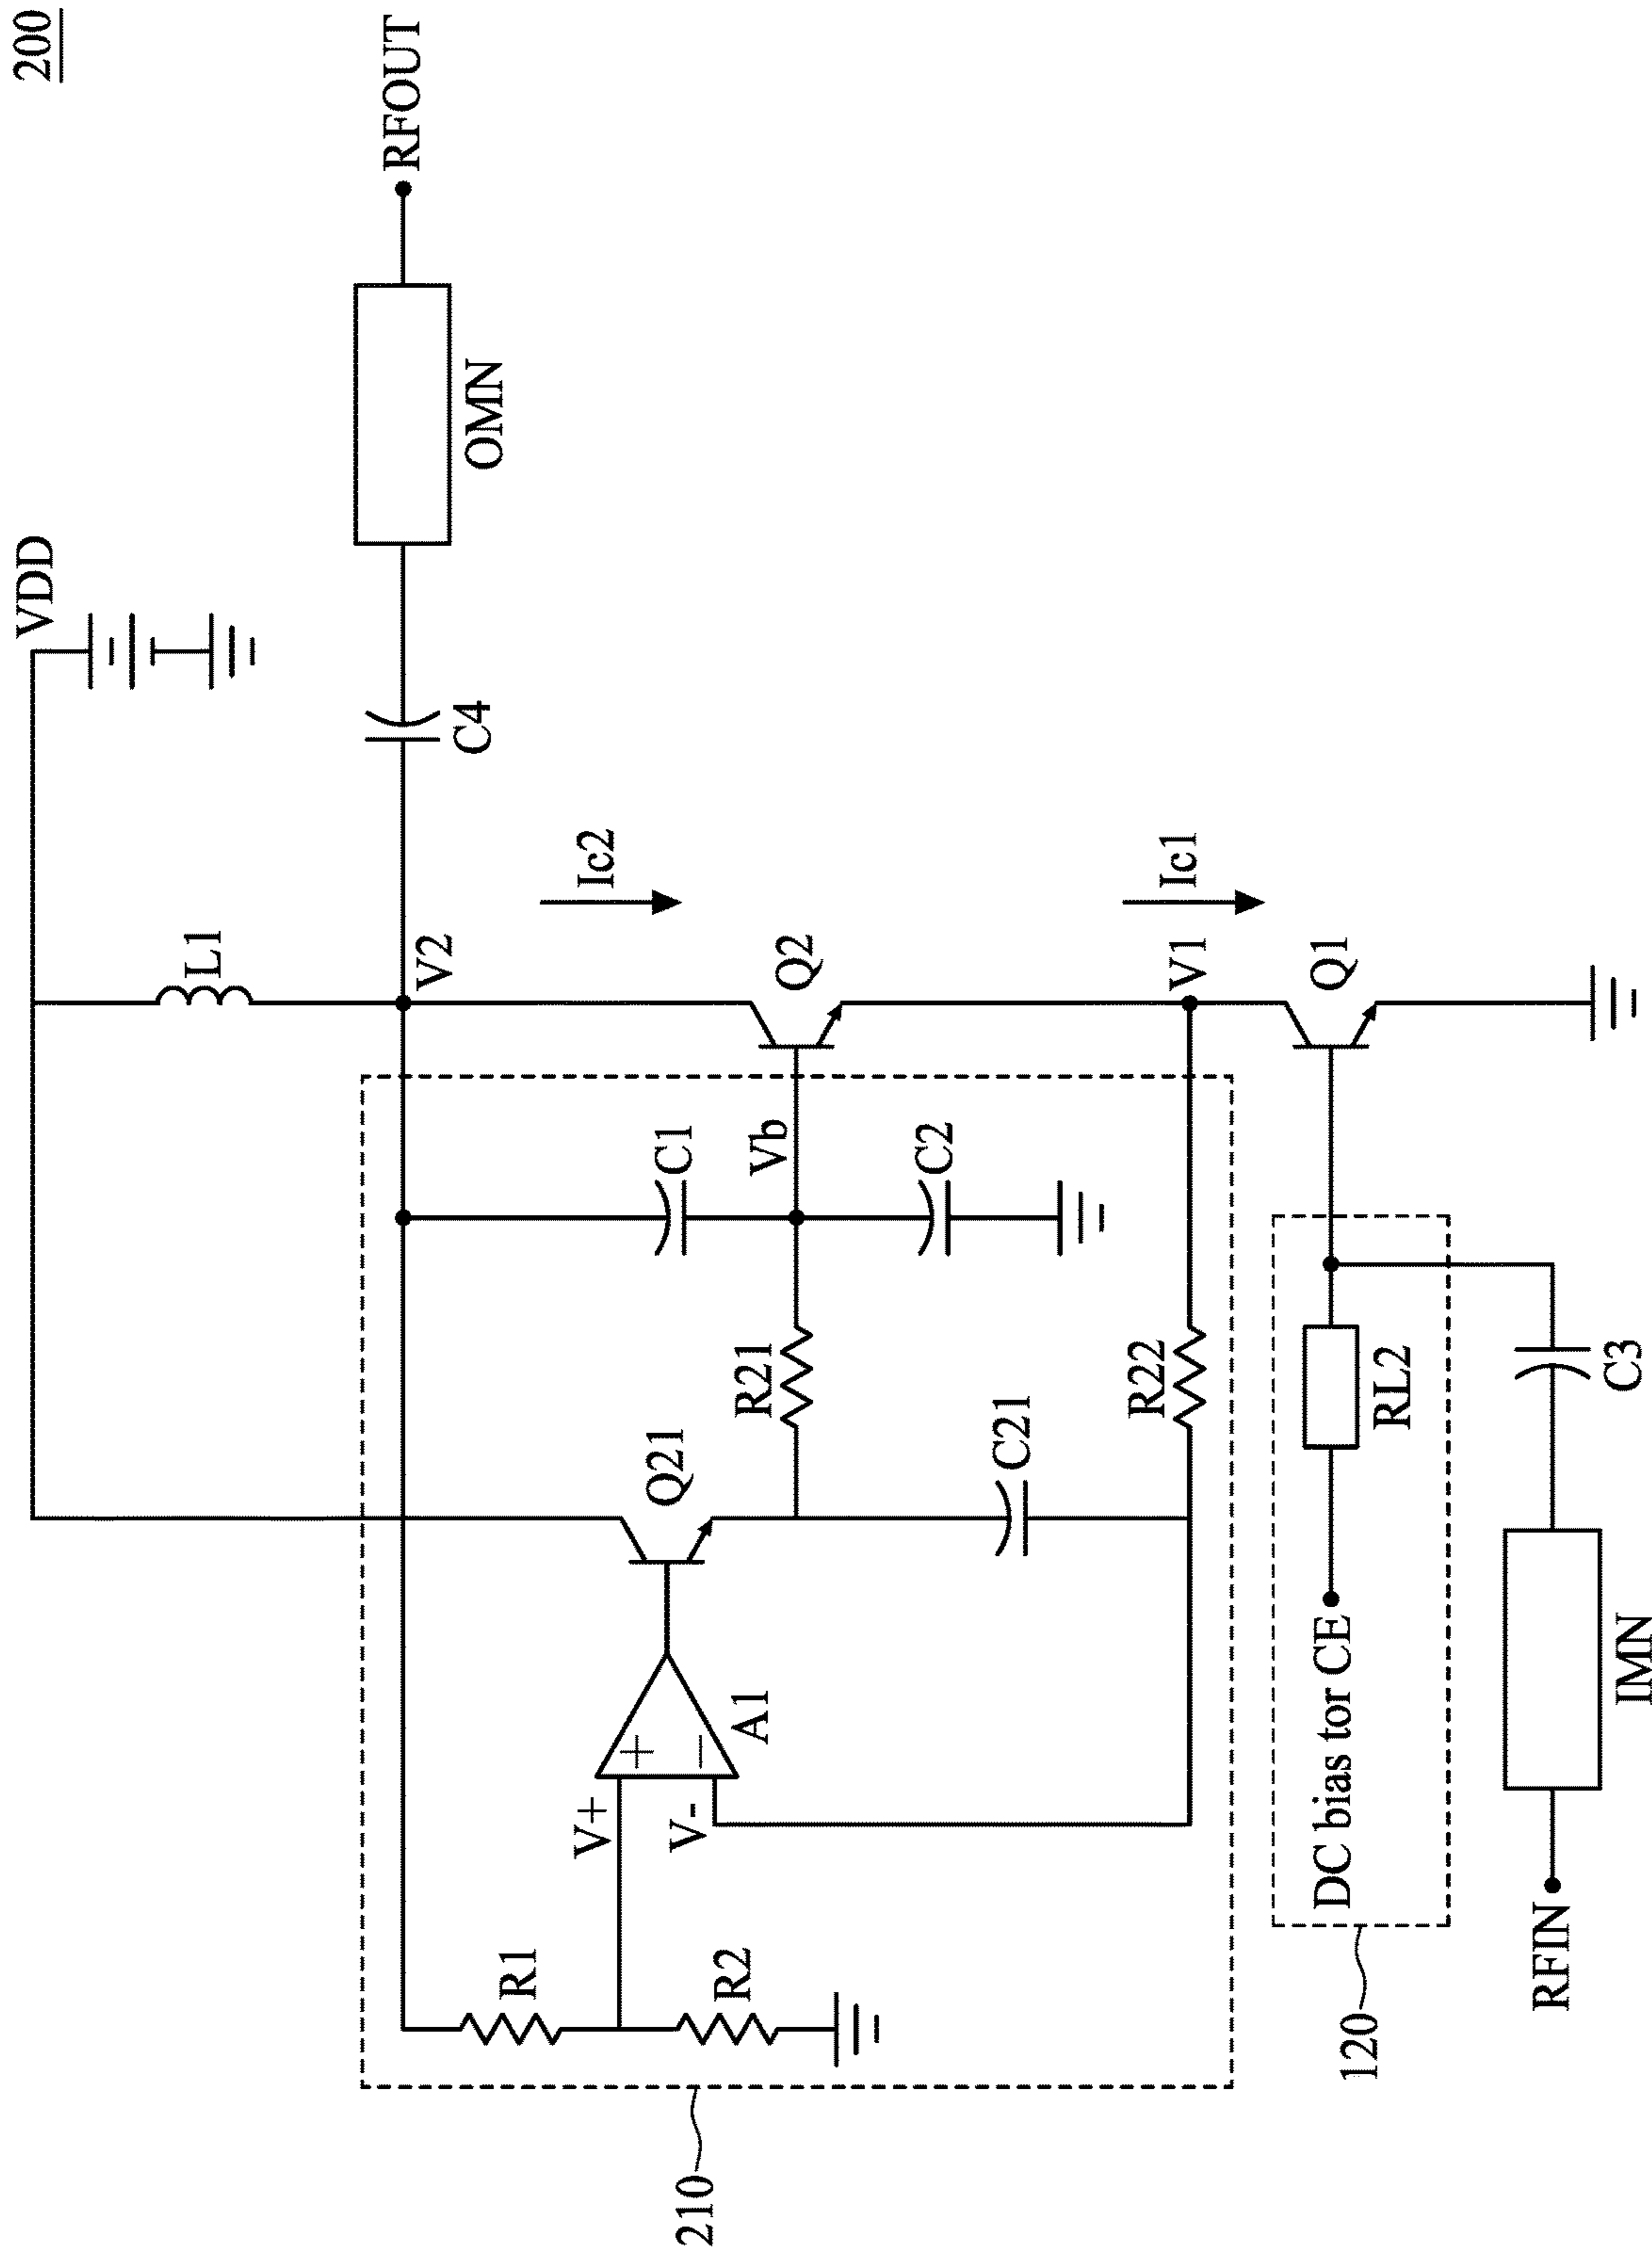 200
VDD
L1
V2
C4
OMN
RFOUT
Ic2
R1
R2
V+
V-
+
−
A1
Q21
R21
C21
C1
Vb
C2
Q2
R22
V1
Ic1
Q1
210
DC bias tor CE
RL2
120
RFIN
IMN
C3